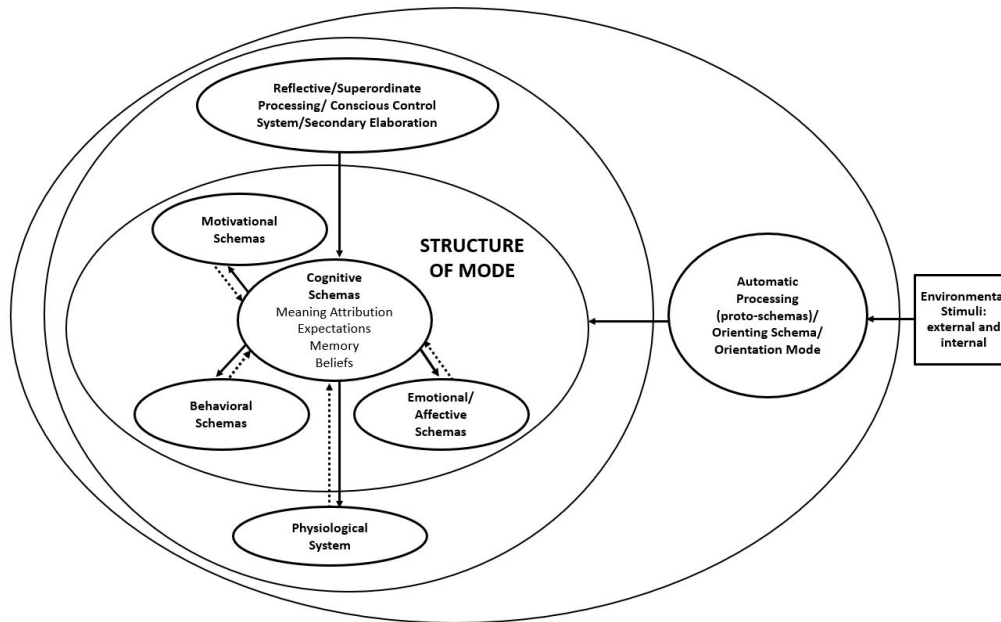 Reflective/Superordinate
Processing/ Conscious Control
System/Secondary Elaboration
Motivational
Schemas
STRUCTURE
OF MODE
Cognitive
Schemas
Meaning Attribution
Expectations
Memory
Beliefs
Behavioral
Schemas
Emotional/
Affective
Schemas
Physiological
System
Automatic
Processing
(proto-schemas)/
Orienting Schema/
Orientation Mode
Environmenta
Stimuli:
external and
internal